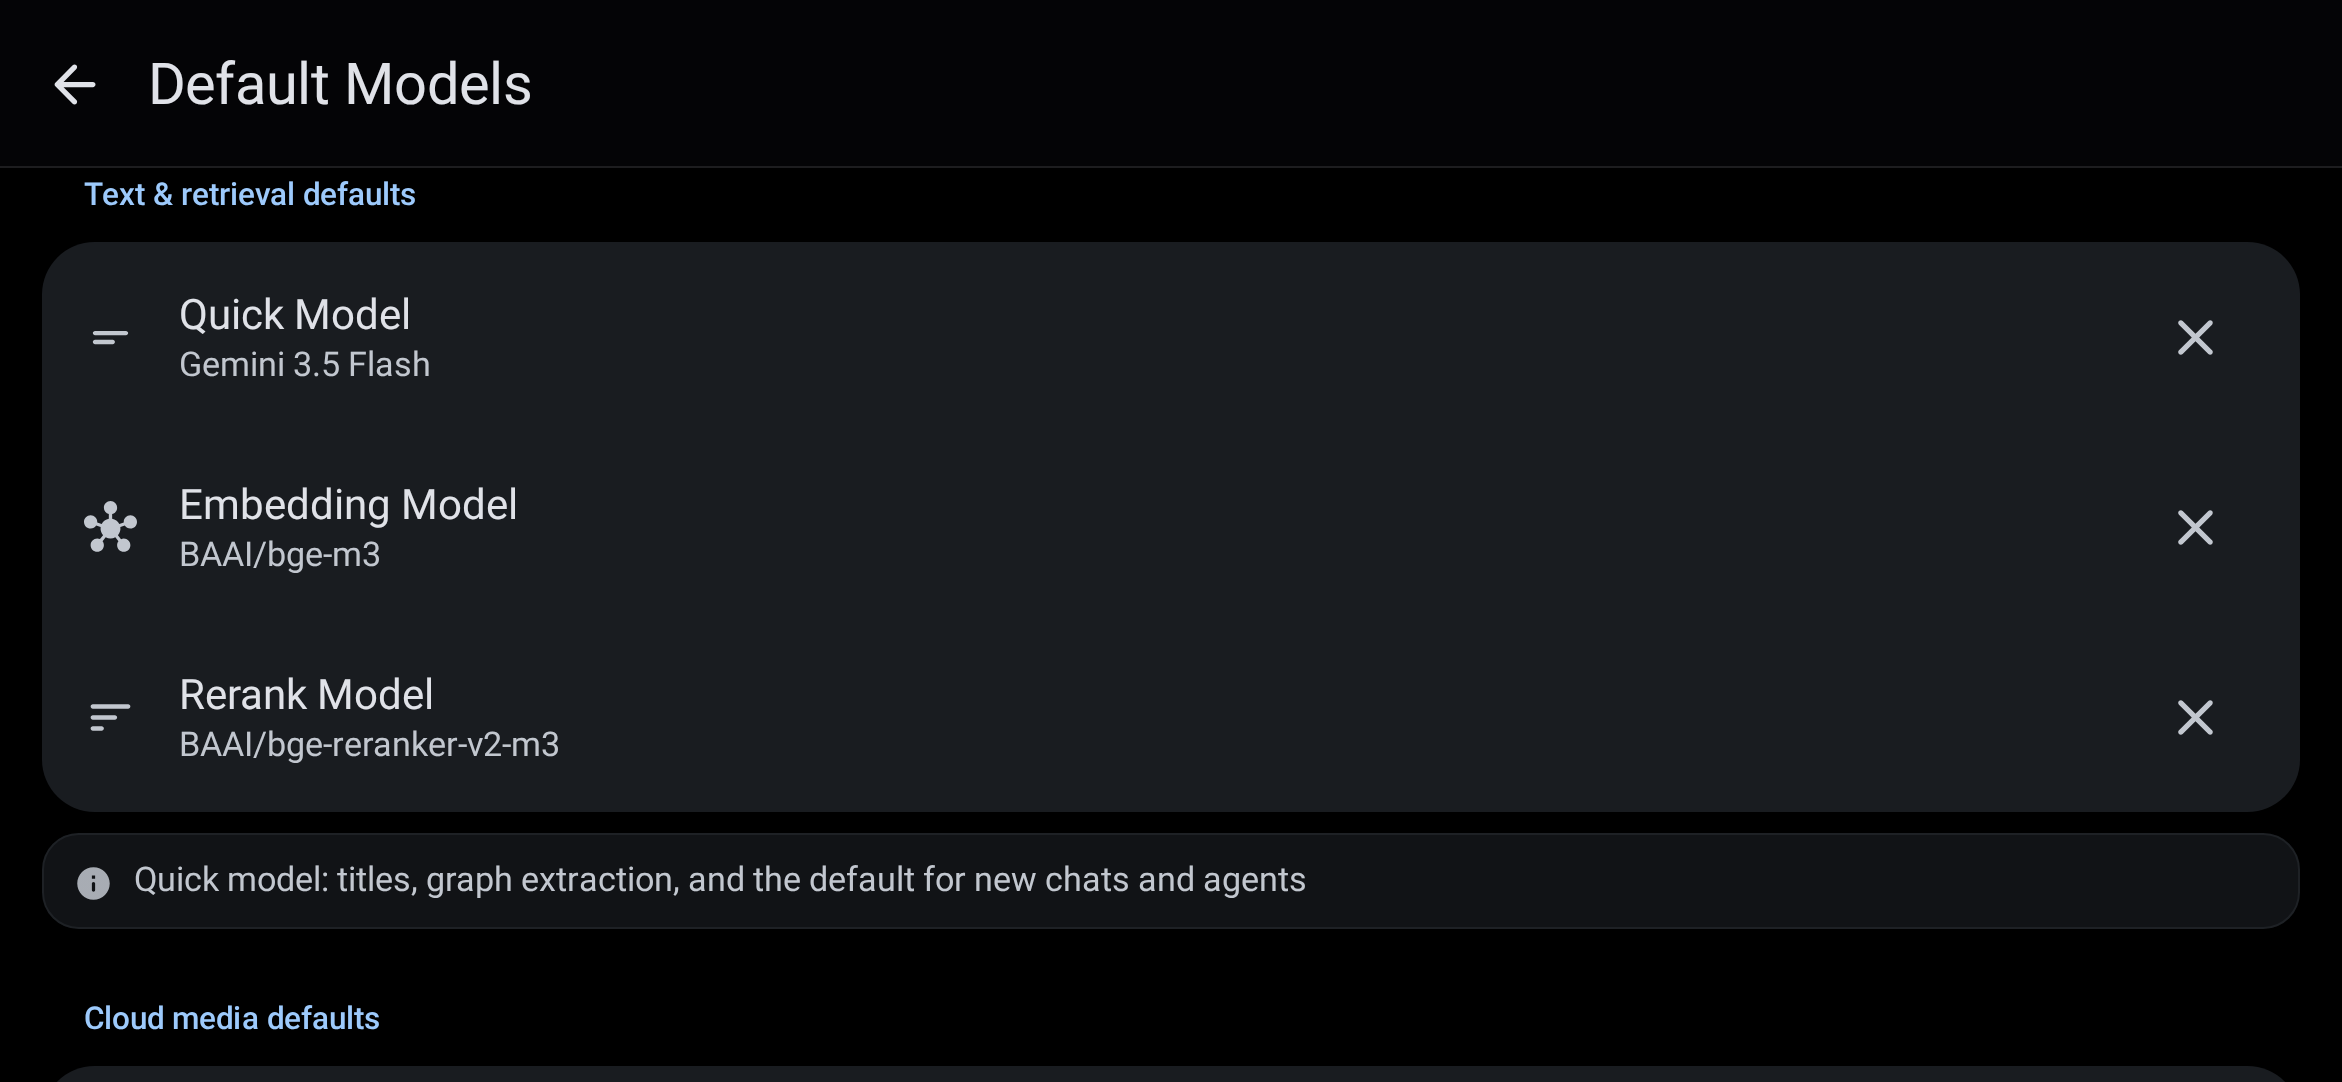 Default Models
Text & retrieval defaults
Quick Model
Gemini 3.5 Flash
Embedding Model
BAAI/bge-m3
Rerank Model
BAAI/bge-reranker-v2-m3
Quick model: titles, graph extraction, and the default for new chats and agents
Cloud media defaults